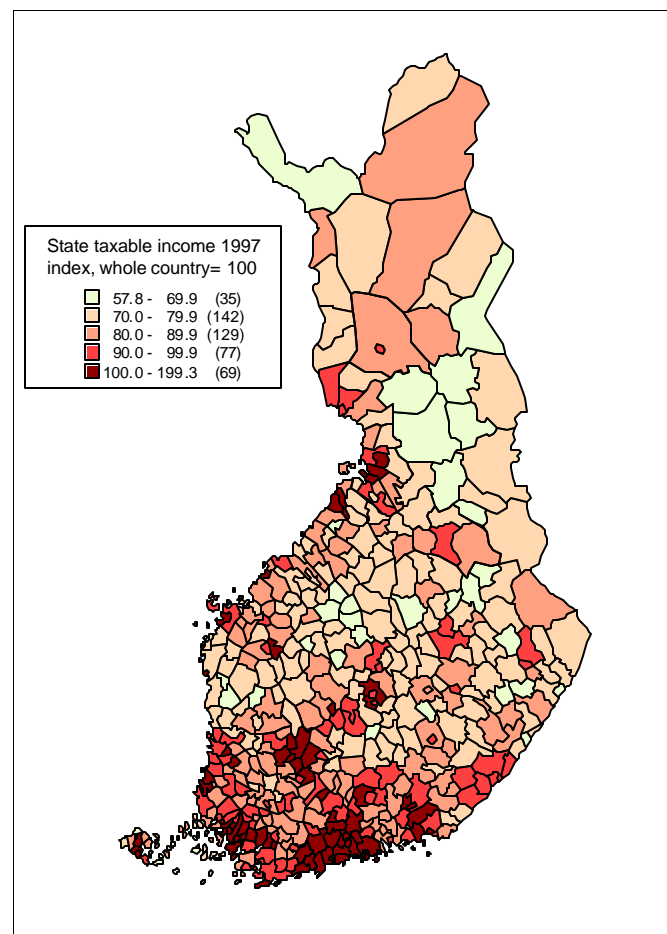 State taxable income 1997
index, whole country= 100
57.8 - 69.9 (35)
70.0 - 79.9 (142)
80.0 - 89.9 (129)
90.0 - 99.9 (77)
100.0 - 199.3 (69)